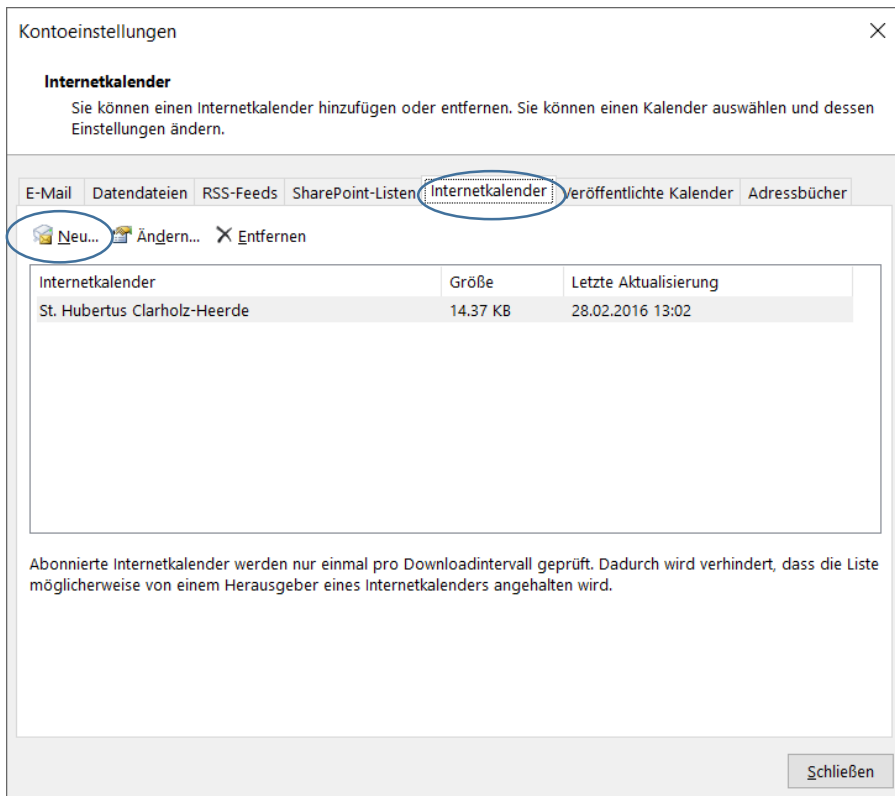 Kontoeinstellungen
Internetkalender
Sie können einen Internetkalender hinzufügen oder entfernen. Sie können einen Kalender auswählen und dessen
Einstellungen ändern.
E-Mail Datendateien RSS-Feeds SharePoint-Listen Internetkalender Veröffentlichte Kalender Adressbücher
Neu... Ändern... Entfernen
Internetkalender Größe Letzte Aktualisierung
St. Hubertus Clarholz-Heerde 14.37 KB 28.02.2016 13:02
Abonnierte Internetkalender werden nur einmal pro Downloadintervall geprüft. Dadurch wird verhindert, dass die Liste
möglicherweise von einem Herausgeber eines Internetkalenders angehalten wird.
Schließen